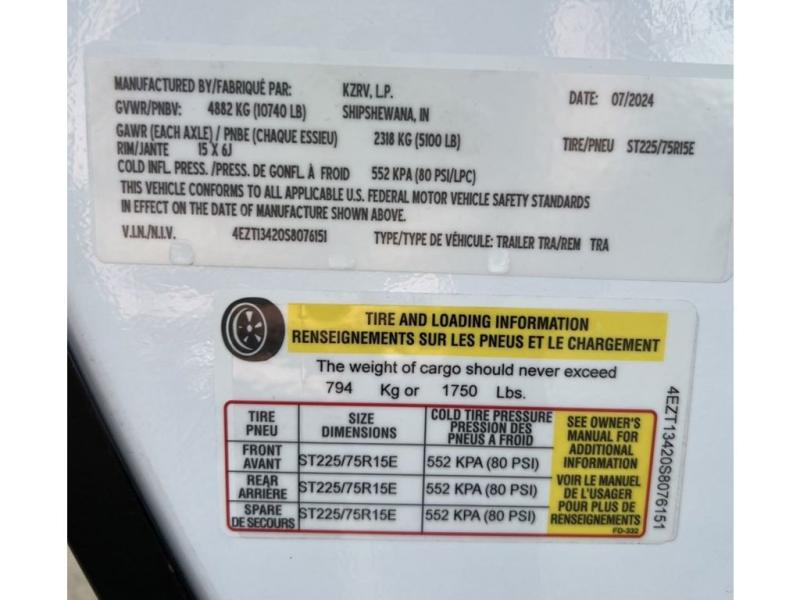 MANUFACTURED BY/FABRIQUÉ PAR: KZRV, L.P. DATE: 07/2024
GVWR/PNBV: 4882 KG (10740 LB) SHIPSHEWANA, IN
GAWR (EACH AXLE) / PNBE (CHAQUE ESSIEU) 2318 KG (5100 LB) TIRE/PNEU ST225/75R15E
RIM/JANTE 15 X 6J
COLD INFL. PRESS. /PRESS. DE GONFL. À FROID 552 KPA (80 PSI/LPC)
THIS VEHICLE CONFORMS TO ALL APPLICABLE U.S. FEDERAL MOTOR VEHICLE SAFETY STANDARDS
IN EFFECT ON THE DATE OF MANUFACTURE SHOWN ABOVE.
V.I.N./N.I.V. 4EZT13420S8076151 TYPE/TYPE DE VÉHICULE: TRAILER TRA/REM TRA
TIRE AND LOADING INFORMATION
RENSEIGNEMENTS SUR LES PNEUS ET LE CHARGEMENT
The weight of cargo should never exceed
794 Kg or 1750 Lbs.
TIRE
PNEU
SIZE
DIMENSIONS
COLD TIRE PRESSURE
PRESSION DES
PNEUS A FROID
FRONT
AVANT
ST225/75R15E
552 KPA (80 PSI)
REAR
ARRIÈRE
ST225/75R15E
552 KPA (80 PSI)
SPARE
DE SECOURS
ST225/75R15E
552 KPA (80 PSI)
SEE OWNER'S
MANUAL FOR
ADDITIONAL
INFORMATION
VOIR LE MANUEL
DE L'USAGER
POUR PLUS DE
RENSEIGNEMENTS
FD-332
4EZT13420S8076151